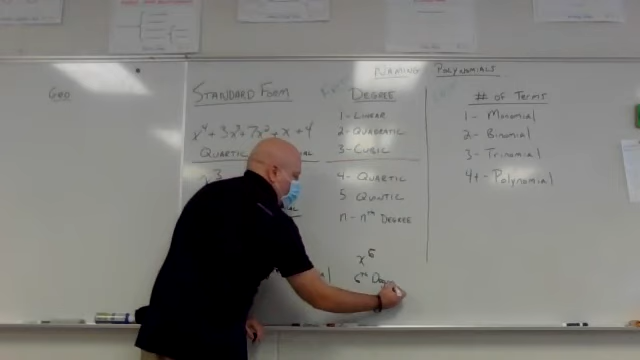 NAMING POLYNOMIALS
Geo
STANDARD FORM
x⁴ + 3x³ + 7x² + x + 4
QUARTIC
x³
DEGREE
1 - LINEAR
2 - QUADRATIC
3 - CUBIC
4 - QUARTIC
5 QUINTIC
n - nᵗʰ DEGREE
x⁶
6ᵗʰ Deg
# OF TERMS
1 - Monomial
2 - Binomial
3 - Trinomial
4+ - Polynomial